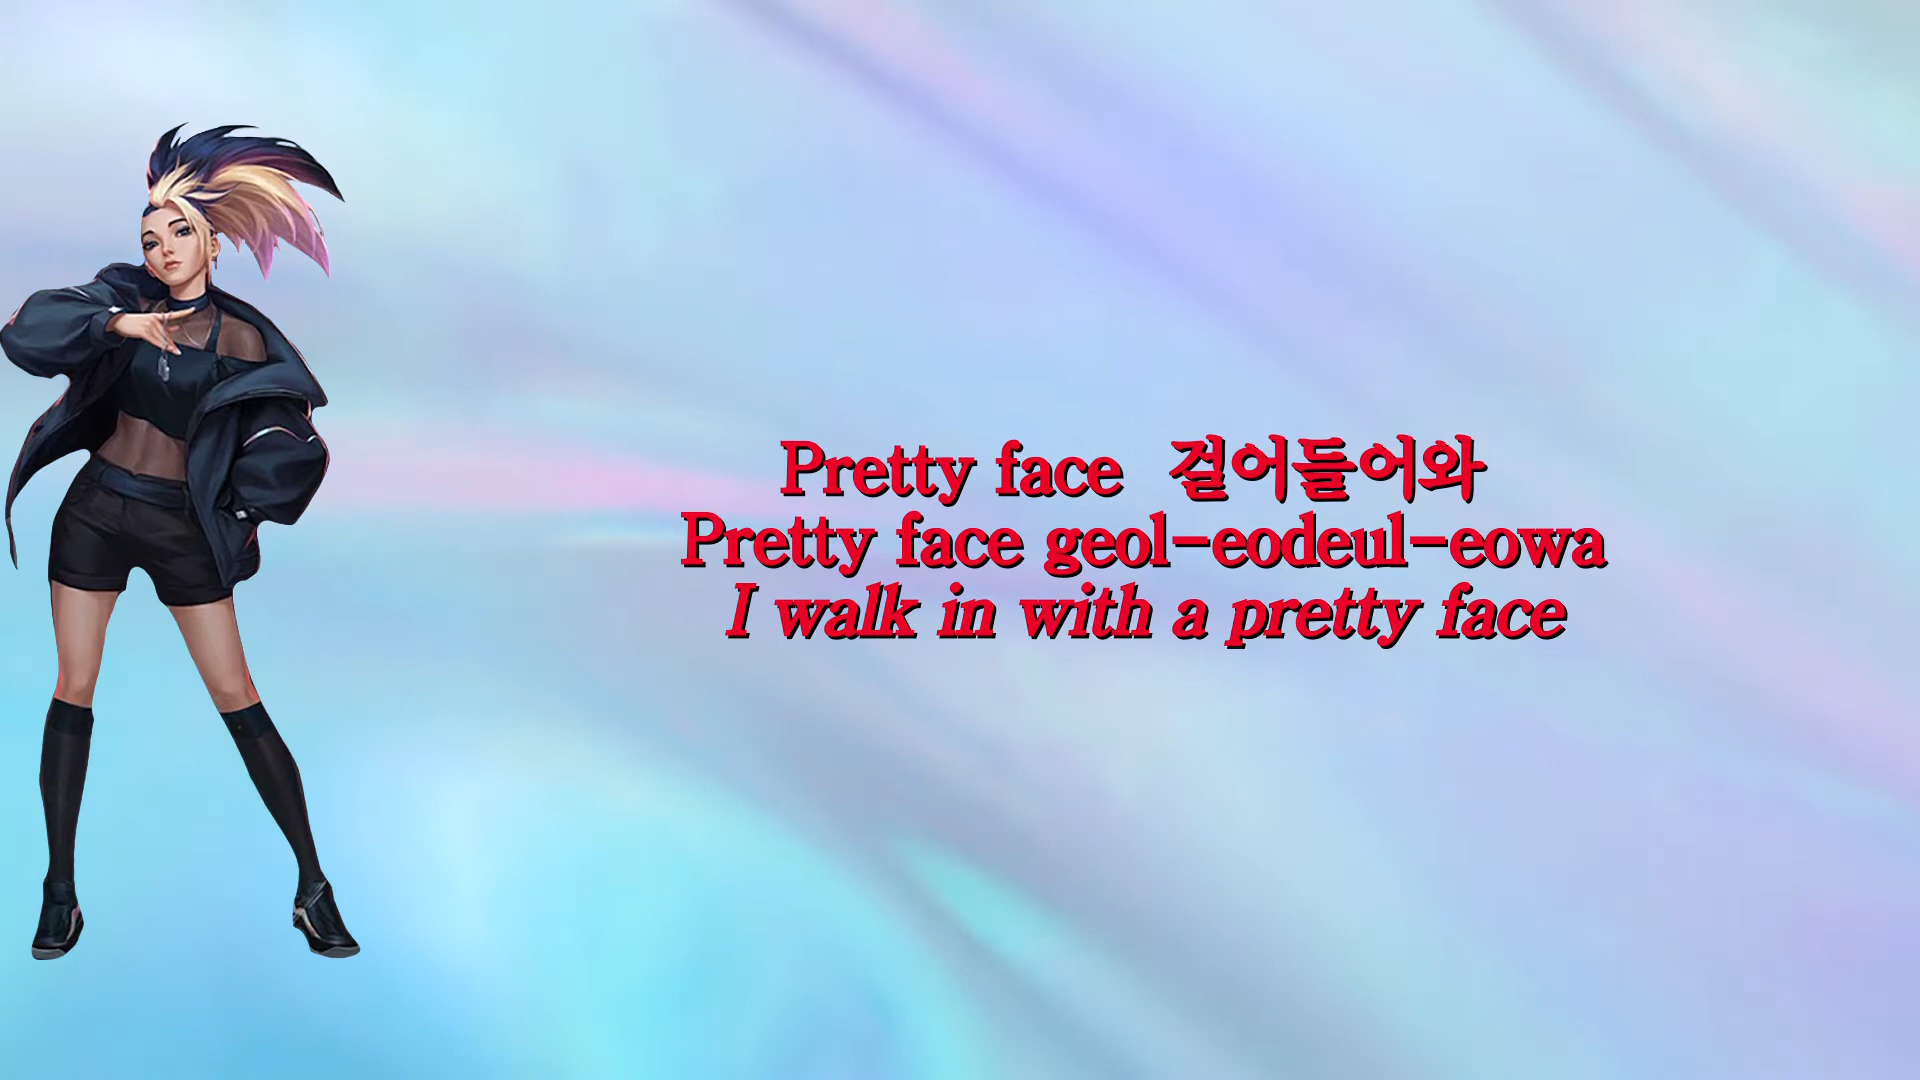 Pretty face 걸어들어와
Pretty face geol-eodeul-eowa
I walk in with a pretty face